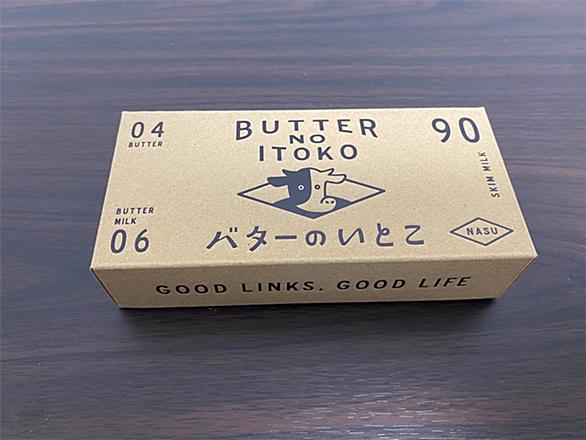 04
BUTTER
BUTTER
NO
ITOKO
90
SKIM MILK
BUTTER
MILK
06
バターのいとこ
NASU
GOOD LINKS. GOOD LIFE